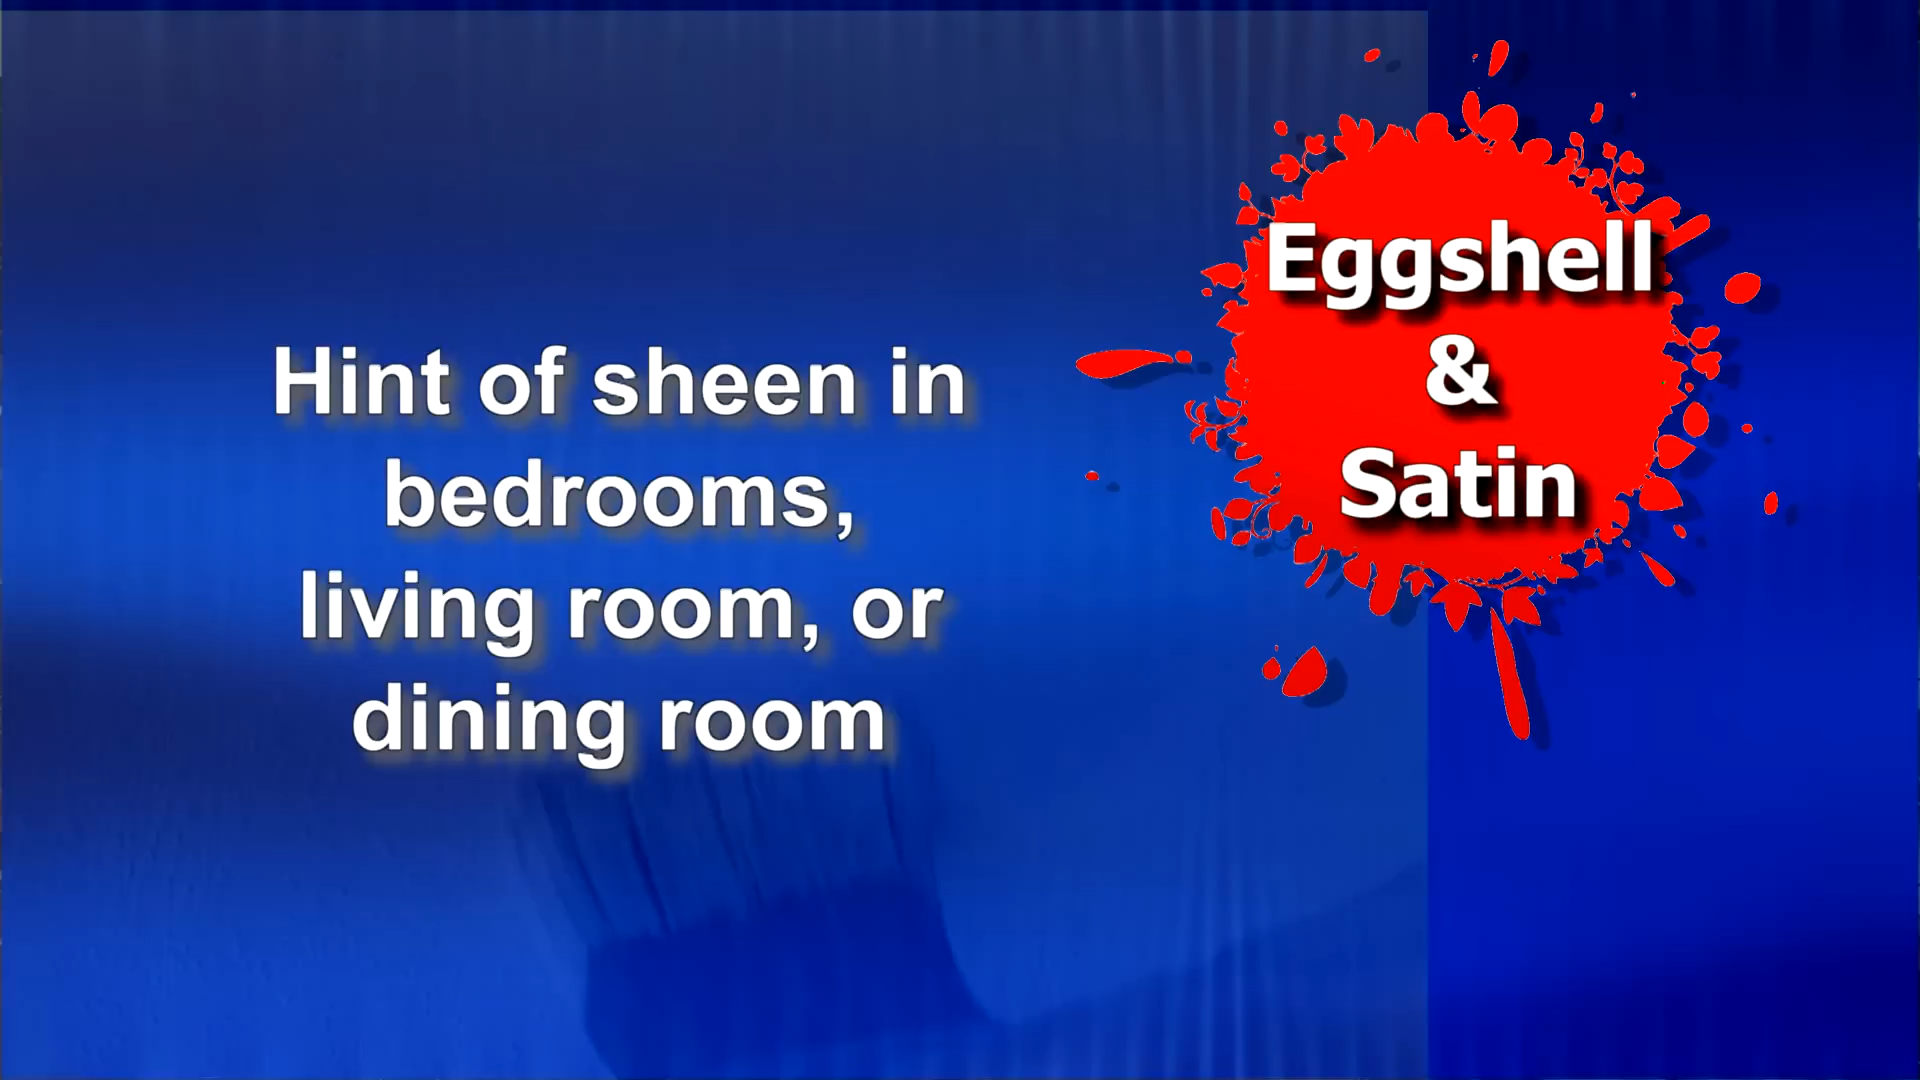 Hint of sheen in
bedrooms,
living room, or
dining room
Eggshell
&
Satin